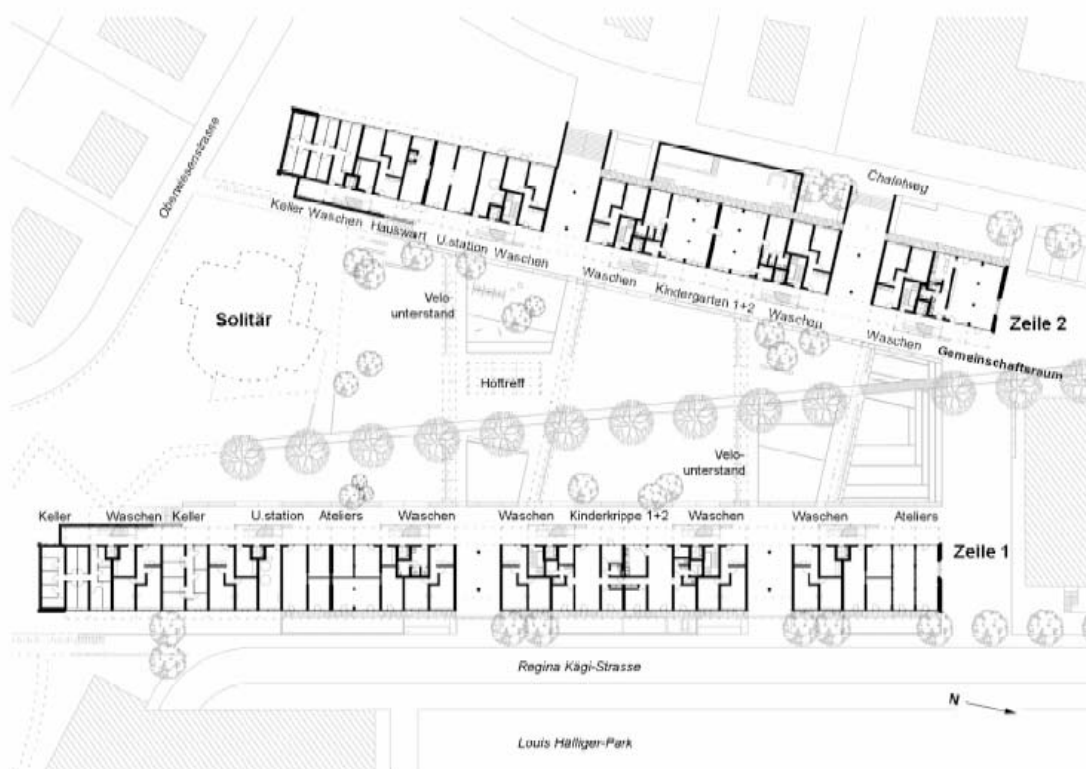 Oberwiesenstrasse
Chaletweg
Keller Waschen Hauswart U.station Waschen
Waschen Kindergarten 1+2 Waschen
Waschen Gemeinschaftsraum
Zeile 2
Solitär
Velo-
unterstand
Hoftreff
Velo-
unterstand
Keller Waschen Keller U.station Ateliers Waschen Waschen Kinderkrippe 1+2 Waschen Waschen Ateliers
Zeile 1
Regina Kägi-Strasse
N
Louis Hälliger-Park